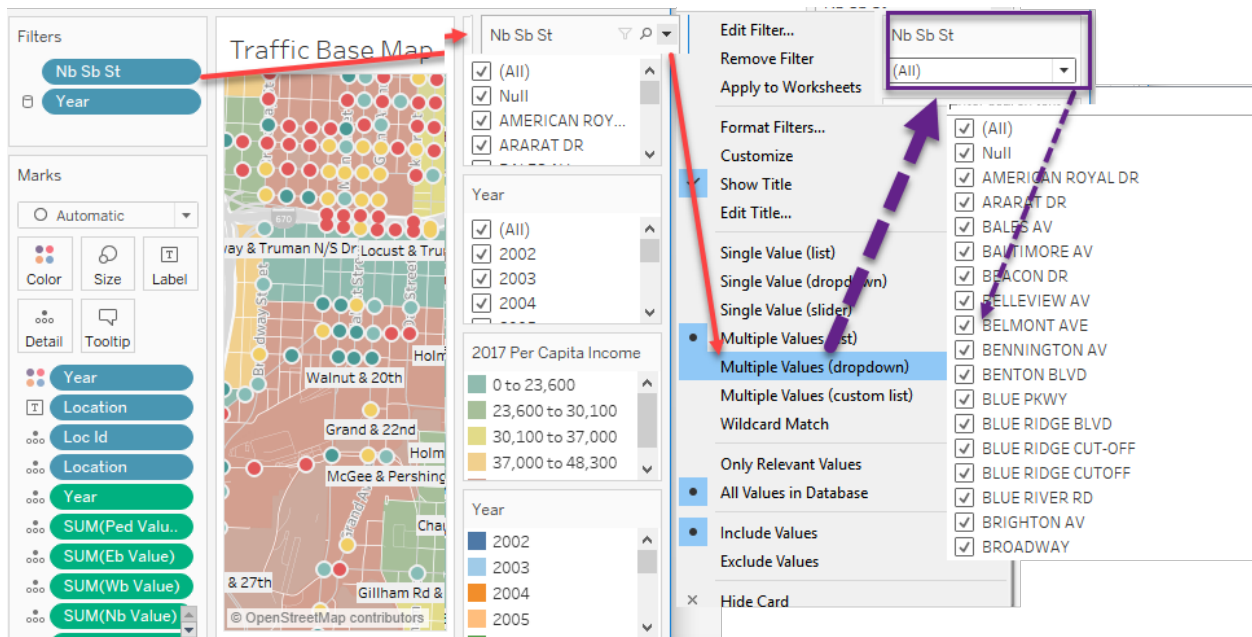 Filters
Nb Sb St
Year
Marks
Automatic
Color
Size
Label
Detail
Tooltip
Year
Location
Loc Id
Location
Year
SUM(Ped Valu..
SUM(Eb Value)
SUM(Wb Value)
SUM(Nb Value)
Traffic Base Map
670
way & Truman N/S Dr
Locust & Tru
Walnut & 20th
Holm
Grand & 22nd
Holm
McGee & Pershing
Cha
& 27th
Gillham Rd &
© OpenStreetMap contributors
Nb Sb St
(All)
Null
AMERICAN ROY...
ARARAT DR
Year
(All)
2002
2003
2004
2017 Per Capita Income
0 to 23,600
23,600 to 30,100
30,100 to 37,000
37,000 to 48,300
Year
2002
2003
2004
2005
Edit Filter...
Remove Filter
Apply to Worksheets
Format Filters...
Customize
Show Title
Edit Title...
Single Value (list)
Single Value (dropdown)
Single Value (slider)
Multiple Values (list)
Multiple Values (dropdown)
Multiple Values (custom list)
Wildcard Match
Only Relevant Values
All Values in Database
Include Values
Exclude Values
Hide Card
Nb Sb St
(All)
(All)
Null
AMERICAN ROYAL DR
ARARAT DR
BALES AV
BALTIMORE AV
BEACON DR
BELLEVIEW AV
BELMONT AVE
BENNINGTON AV
BENTON BLVD
BLUE PKWY
BLUE RIDGE BLVD
BLUE RIDGE CUT-OFF
BLUE RIDGE CUTOFF
BLUE RIVER RD
BRIGHTON AV
BROADWAY